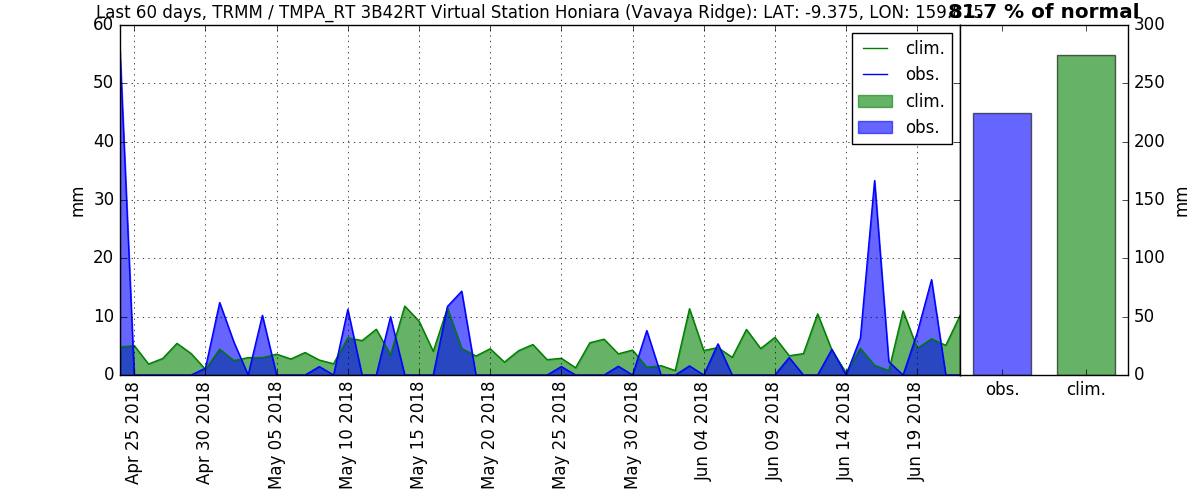 Last 60 days, TRMM / TMPA_RT 3B42RT Virtual Station Honiara (Vavaya Ridge): LAT: -9.375, LON:
81.7 % of normal
60
50
40
30
20
10
0
mm
clim.
obs.
clim.
obs.
300
250
200
150
100
50
0
mm
Apr 25 2018
Apr 30 2018
May 05 2018
May 10 2018
May 15 2018
May 20 2018
May 25 2018
May 30 2018
Jun 04 2018
Jun 09 2018
Jun 14 2018
Jun 19 2018
obs.
clim.